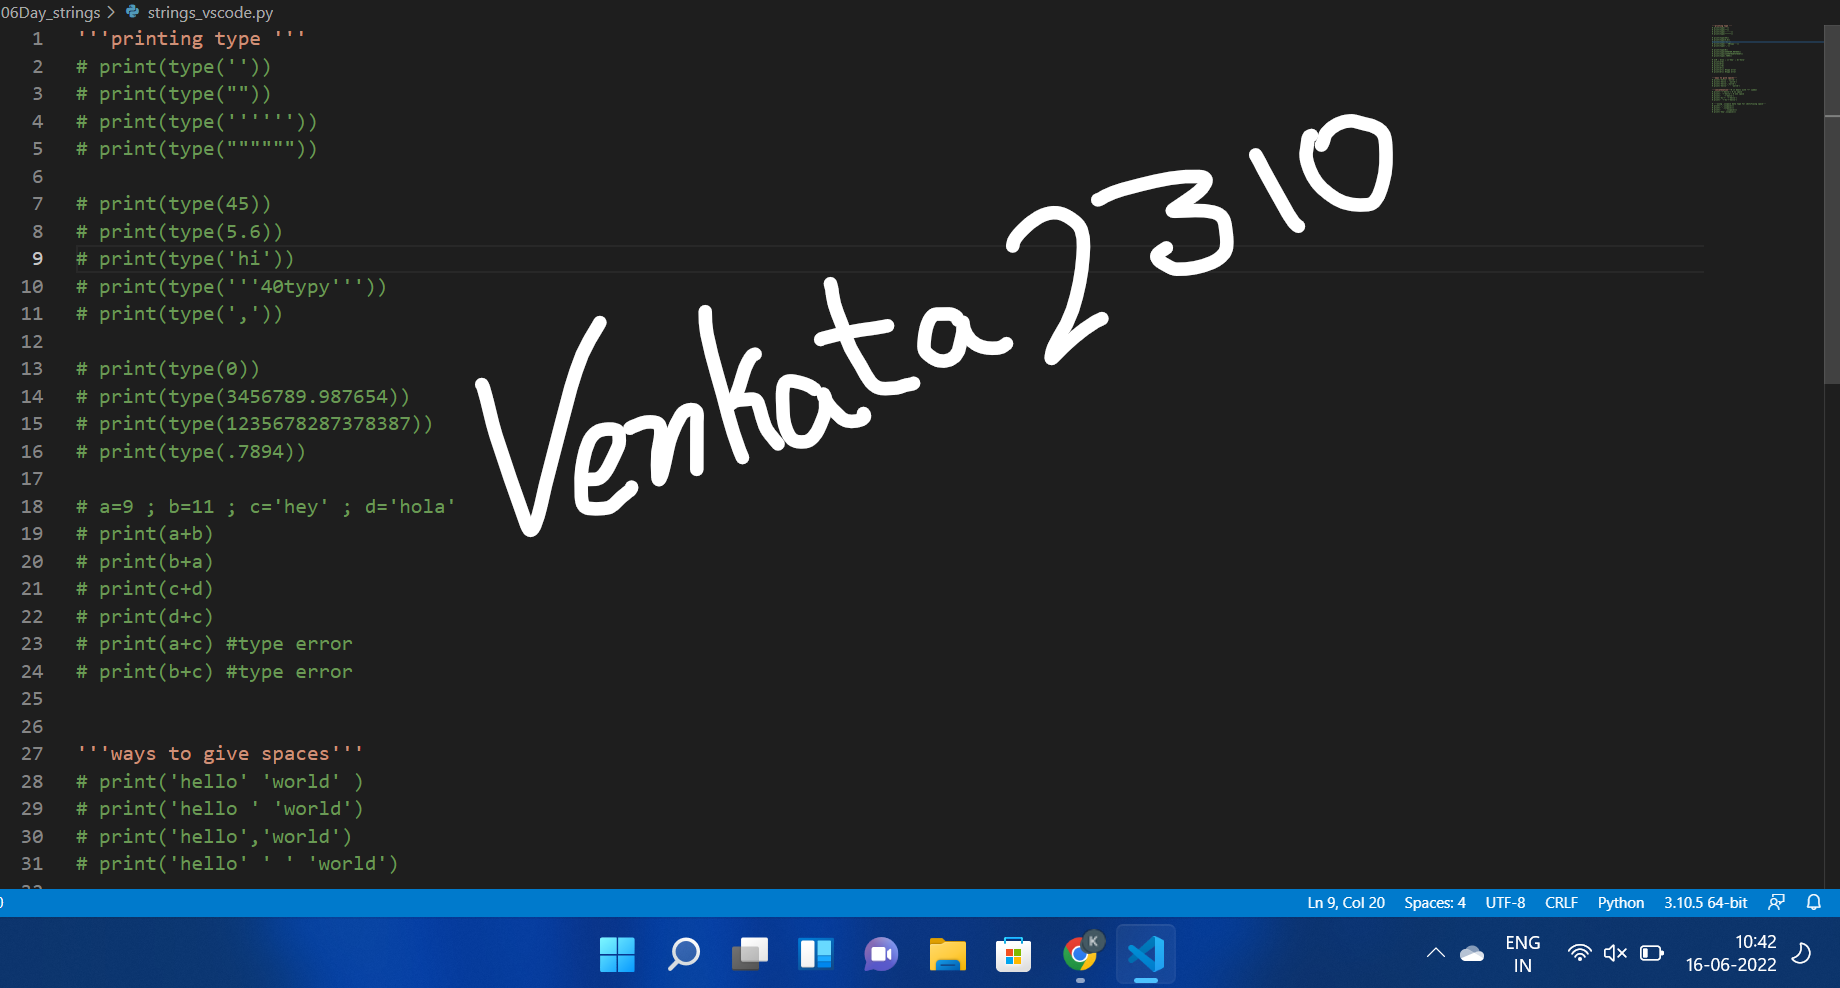 06Day_strings > strings_vscode.py
1 '''printing type '''
2 # print(type(''))
3 # print(type(""))
4 # print(type(''''''))
5 # print(type(""""""))
6
7 # print(type(45))
8 # print(type(5.6))
9 # print(type('hi'))
10 # print(type('''40typy'''))
11 # print(type(','))
12
13 # print(type(0))
14 # print(type(3456789.987654))
15 # print(type(1235678287378387))
16 # print(type(.7894))
17
18 # a=9 ; b=11 ; c='hey' ; d='hola'
19 # print(a+b)
20 # print(b+a)
21 # print(c+d)
22 # print(d+c)
23 # print(a+c) #type error
24 # print(b+c) #type error
25
26
27 '''ways to give spaces'''
28 # print('hello' 'world' )
29 # print('hello ' 'world')
30 # print('hello','world')
31 # print('hello' ' ' 'world')
Venkata2310
Ln 9, Col 20 Spaces: 4 UTF-8 CRLF Python 3.10.5 64-bit
K
ENG 10:42
IN 16-06-2022